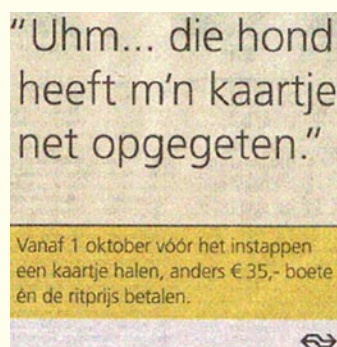 “Uhm... die hond
heeft m'n kaartje
net opgegeten.”
Vanaf 1 oktober vóór het instappen
een kaartje halen, anders € 35,- boete
én de ritprijs betalen.